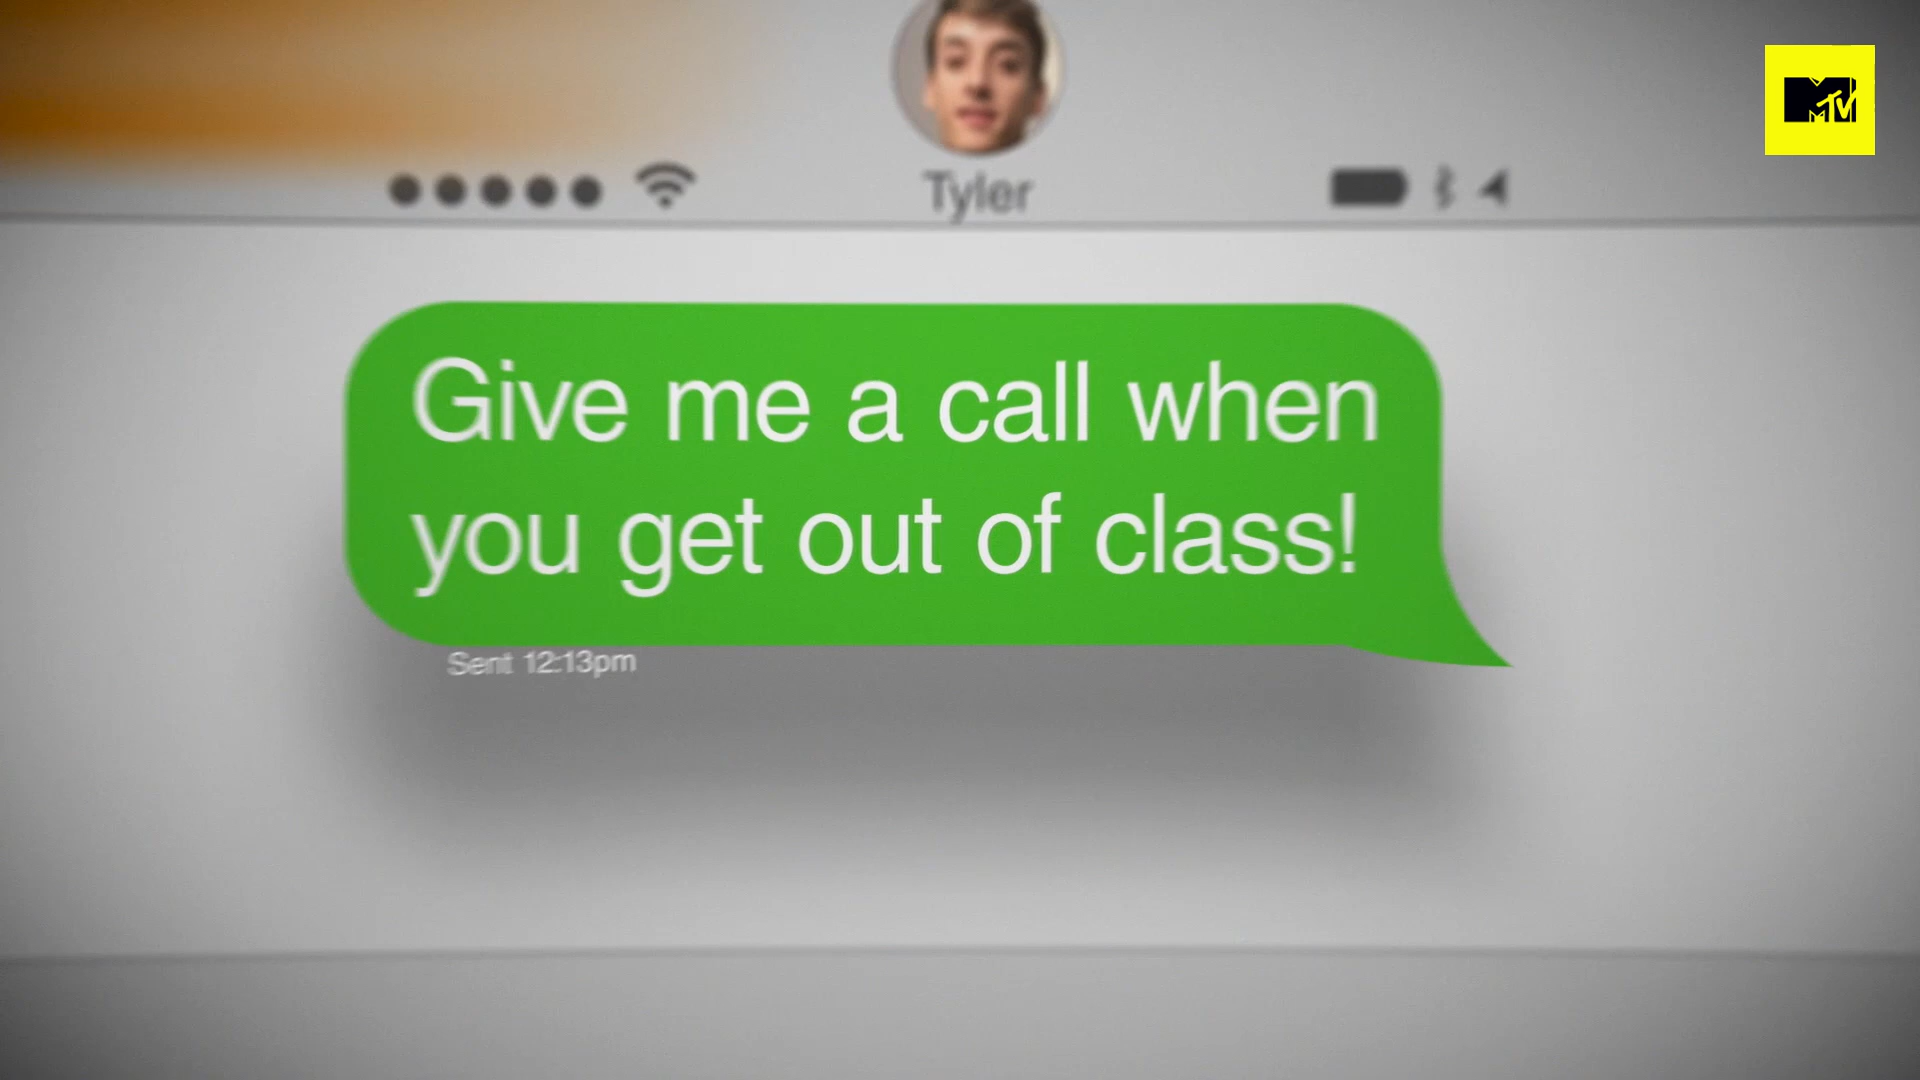 MTV
Tyler
Give me a call when
you get out of class!
Sent 12:13pm